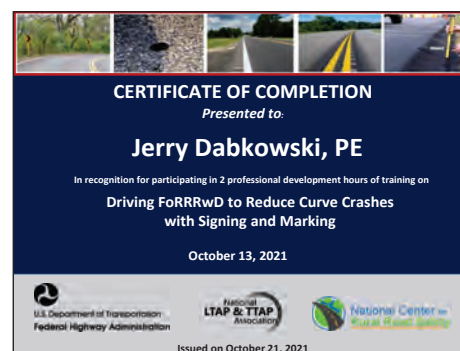 CERTIFICATE OF COMPLETION
Presented to:
Jerry Dabkowski, PE
In recognition for participating in 2 professional development hours of training on
Driving FoRRRwD to Reduce Curve Crashes
with Signing and Marking
October 13, 2021
U.S. Department of Transportation
Federal Highway Administration
National
LTAP & TTAP
Association
National Center for
Rural Road Safety
Issued on October 21, 2021